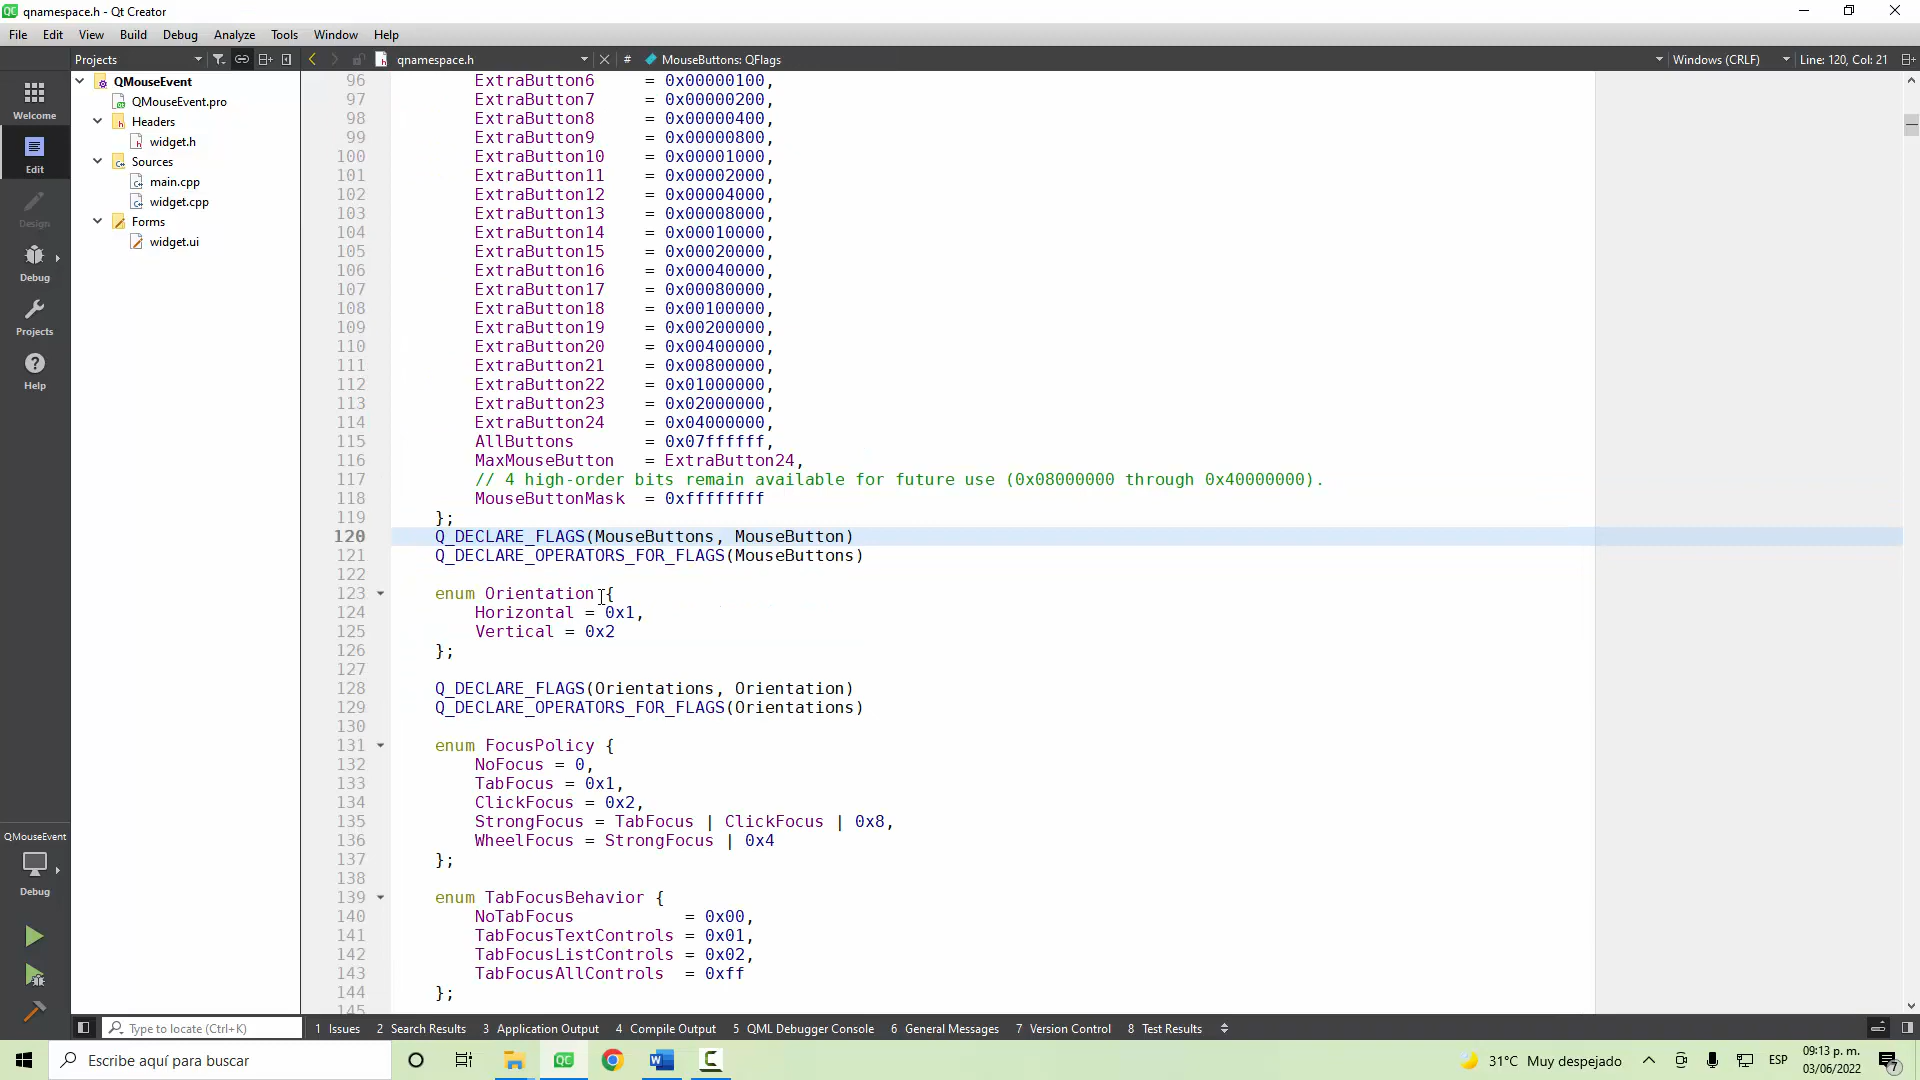 qnamespace.h - Qt Creator
File Edit View Build Debug Analyze Tools Window Help
Projects
qnamespace.h
# MouseButtons: QFlags
Windows (CRLF)
Line: 120, Col: 21
Welcome
Edit
Design
Debug
Projects
Help
QMouseEvent
Debug
QMouseEvent
QMouseEvent.pro
Headers
widget.h
Sources
main.cpp
widget.cpp
Forms
widget.ui
96 ExtraButton6 = 0x00000100,
97 ExtraButton7 = 0x00000200,
98 ExtraButton8 = 0x00000400,
99 ExtraButton9 = 0x00000800,
100 ExtraButton10 = 0x00001000,
101 ExtraButton11 = 0x00002000,
102 ExtraButton12 = 0x00004000,
103 ExtraButton13 = 0x00008000,
104 ExtraButton14 = 0x00010000,
105 ExtraButton15 = 0x00020000,
106 ExtraButton16 = 0x00040000,
107 ExtraButton17 = 0x00080000,
108 ExtraButton18 = 0x00100000,
109 ExtraButton19 = 0x00200000,
110 ExtraButton20 = 0x00400000,
111 ExtraButton21 = 0x00800000,
112 ExtraButton22 = 0x01000000,
113 ExtraButton23 = 0x02000000,
114 ExtraButton24 = 0x04000000,
115 AllButtons = 0x07ffffff,
116 MaxMouseButton = ExtraButton24,
117 // 4 high-order bits remain available for future use (0x08000000 through 0x40000000).
118 MouseButtonMask = 0xffffffff
119 };
120 Q_DECLARE_FLAGS(MouseButtons, MouseButton)
121 Q_DECLARE_OPERATORS_FOR_FLAGS(MouseButtons)
122
123 enum Orientation {
124 Horizontal = 0x1,
125 Vertical = 0x2
126 };
127
128 Q_DECLARE_FLAGS(Orientations, Orientation)
129 Q_DECLARE_OPERATORS_FOR_FLAGS(Orientations)
130
131 enum FocusPolicy {
132 NoFocus = 0,
133 TabFocus = 0x1,
134 ClickFocus = 0x2,
135 StrongFocus = TabFocus | ClickFocus | 0x8,
136 WheelFocus = StrongFocus | 0x4
137 };
138
139 enum TabFocusBehavior {
140 NoTabFocus = 0x00,
141 TabFocusTextControls = 0x01,
142 TabFocusListControls = 0x02,
143 TabFocusAllControls = 0xff
144 };
145
Type to locate (Ctrl+K)
1 Issues 2 Search Results 3 Application Output 4 Compile Output 5 QML Debugger Console 6 General Messages 7 Version Control 8 Test Results
Escribe aquí para buscar
31°C Muy despejado
ESP
09:13 p. m.
03/06/2022
7